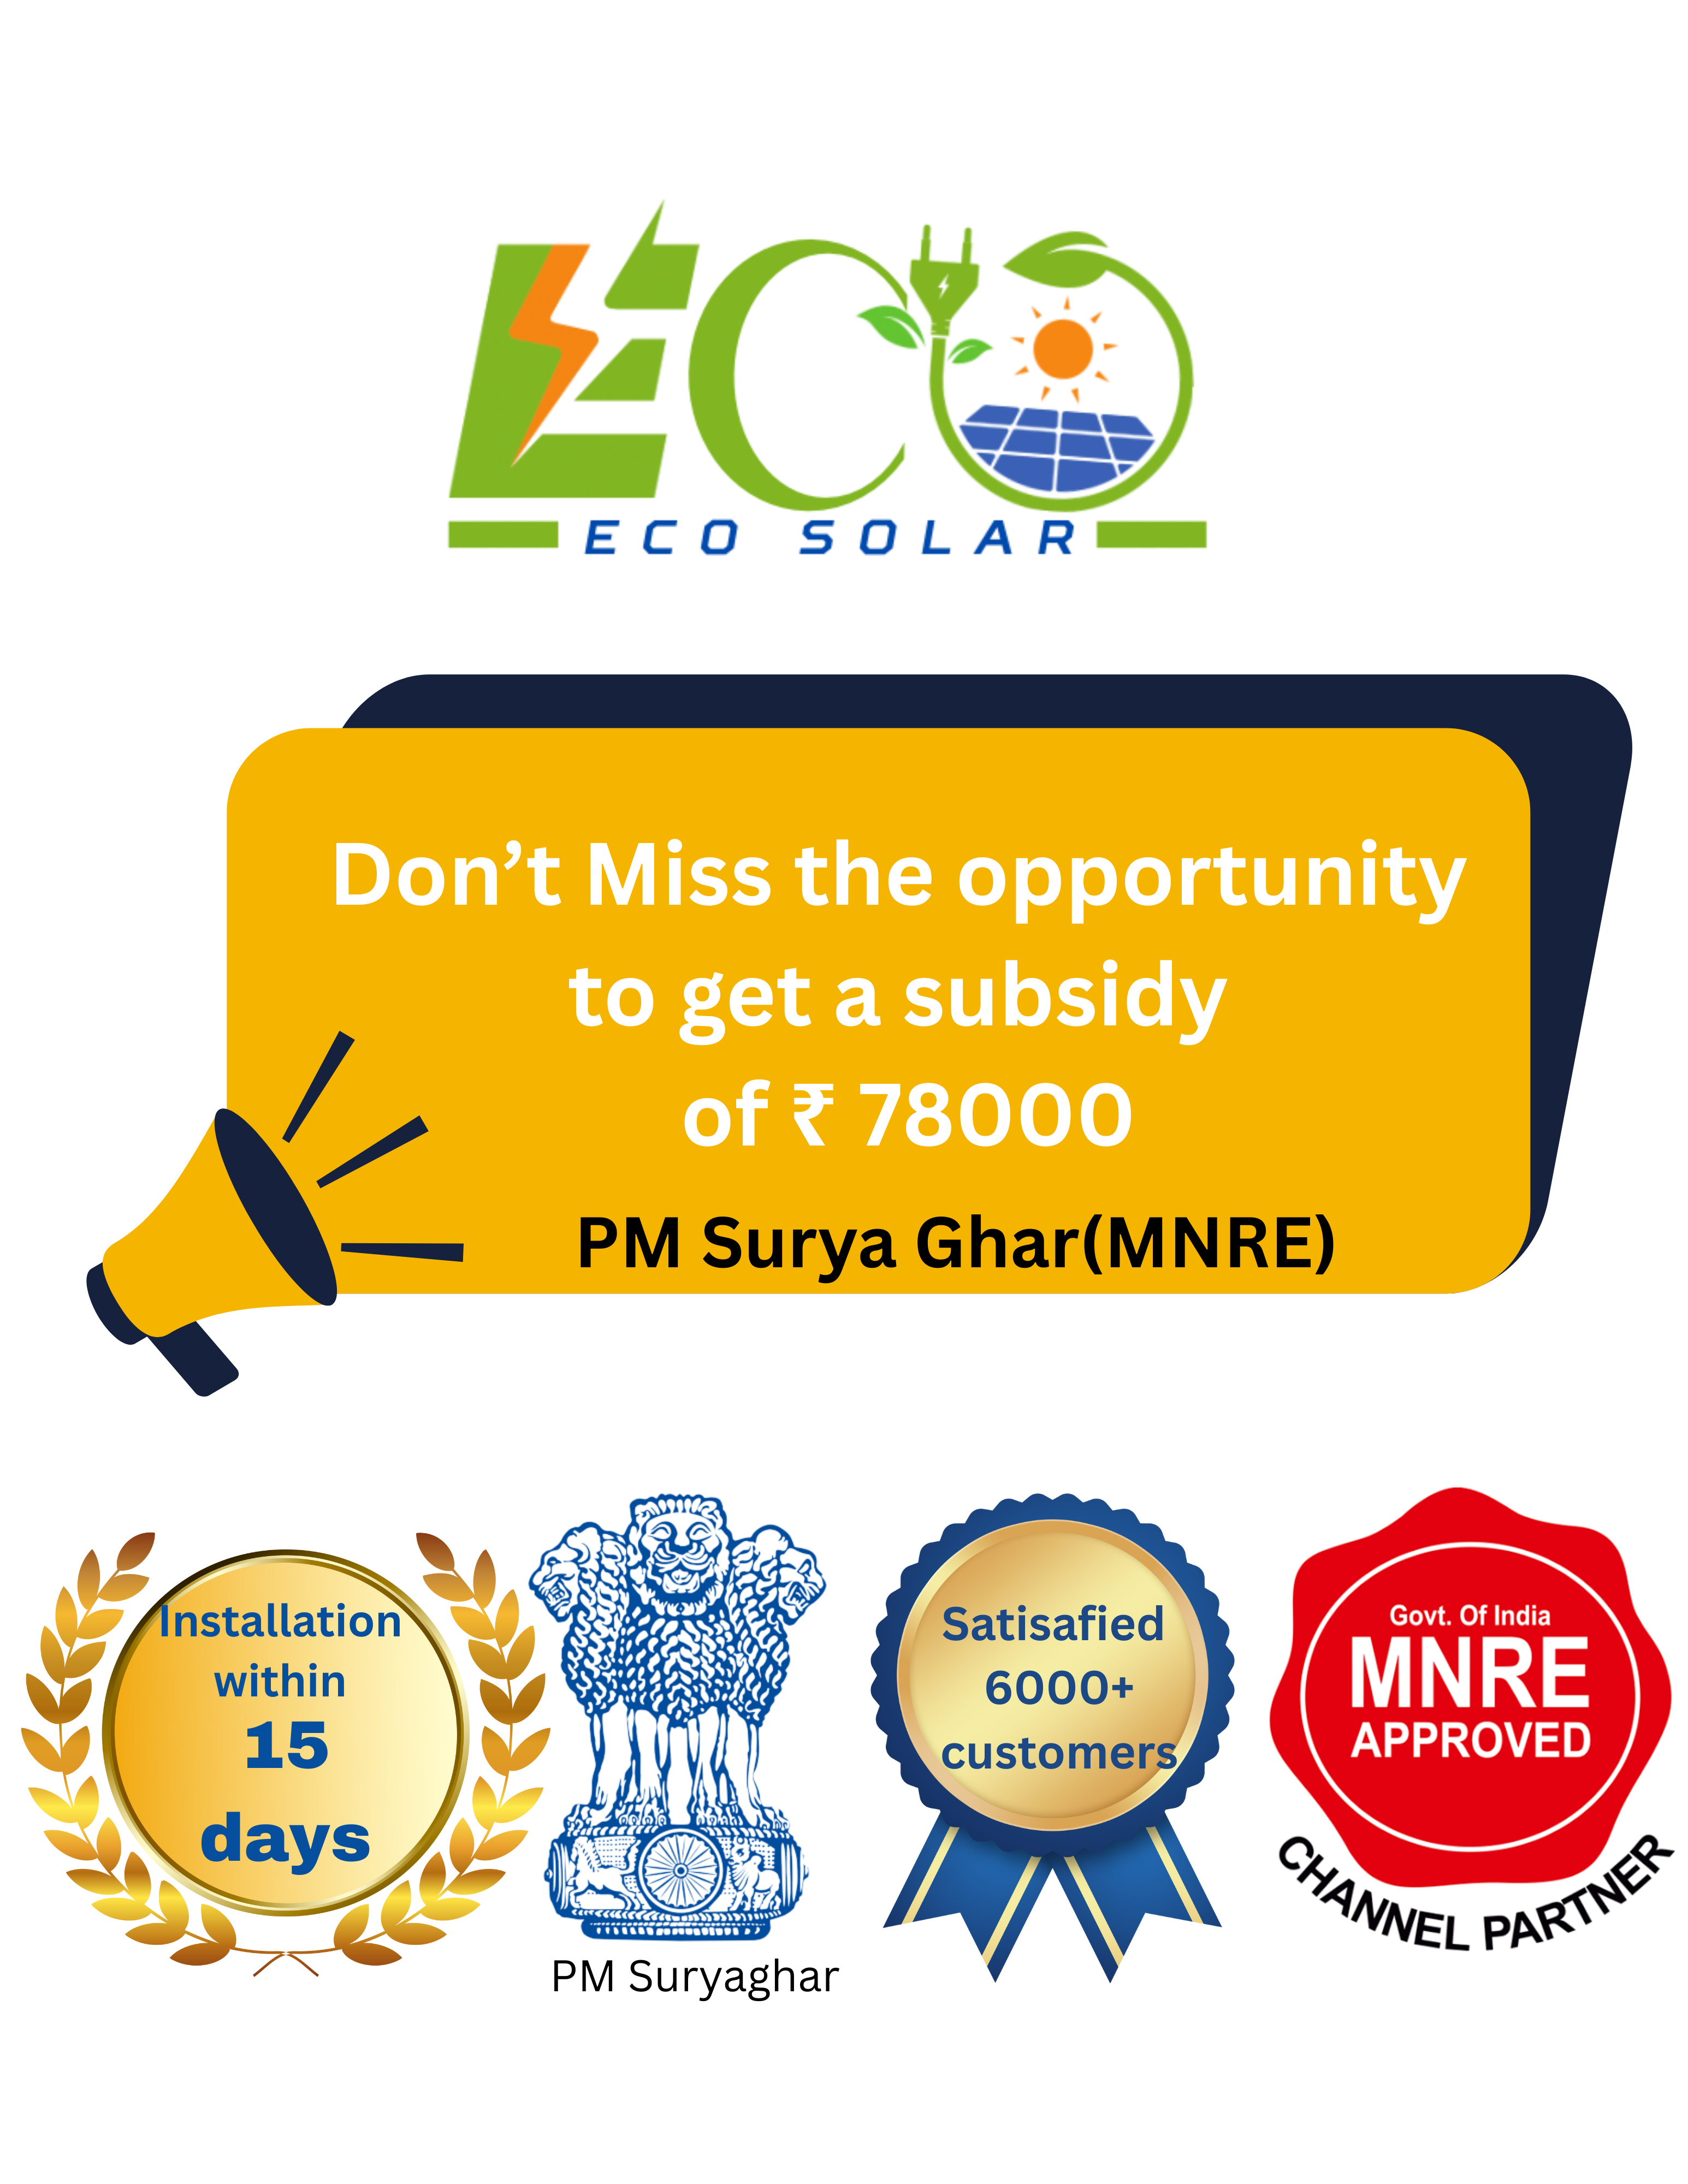 ECO
ECO SOLAR
Don’t Miss the opportunity
to get a subsidy
of ₹ 78000
PM Surya Ghar(MNRE)
Installation
within
15
days
PM Suryaghar
Satisafied
6000+
customers
Govt. Of India
MNRE
APPROVED
CHANNEL PARTNER